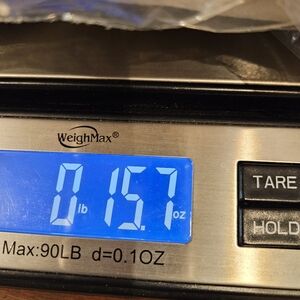 WeighMax®
0 lb 15.7 oz
TARE
HOLD
Max:90LB d=0.1OZ